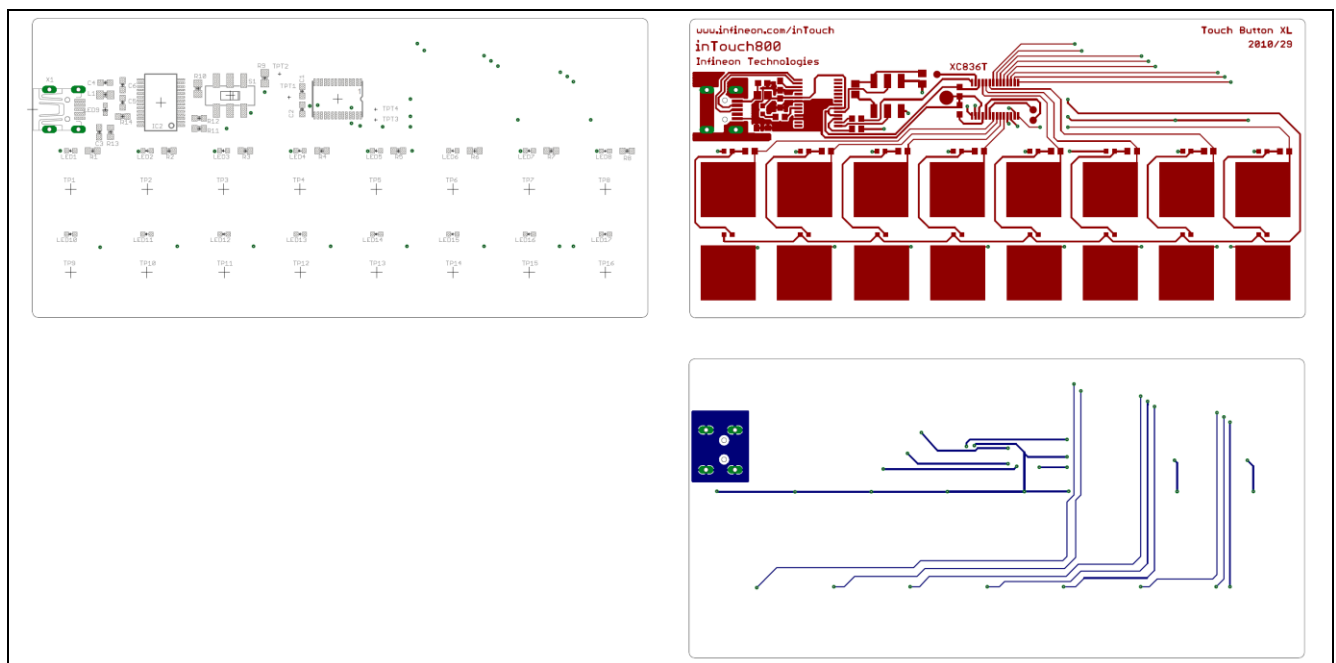 www.infineon.com/inTouch
Touch Button XL
inTouch800
2010/29
Infineon Technologies
XC836T
X1
C4
L1
C6
C5
LED9
R14
C3
R13
IC2
R10
S1
R12
R11
R9
TPT2
TPT1
C1
C2
TPT4
TPT3
LED1
R1
LED2
R2
LED3
R3
LED4
R4
LED5
R5
LED6
R6
LED7
R7
LED8
R8
TP1
TP2
TP3
TP4
TP5
TP6
TP7
TP8
LED10
LED11
LED12
LED13
LED14
LED15
LED16
LED17
TP9
TP10
TP11
TP12
TP13
TP14
TP15
TP16